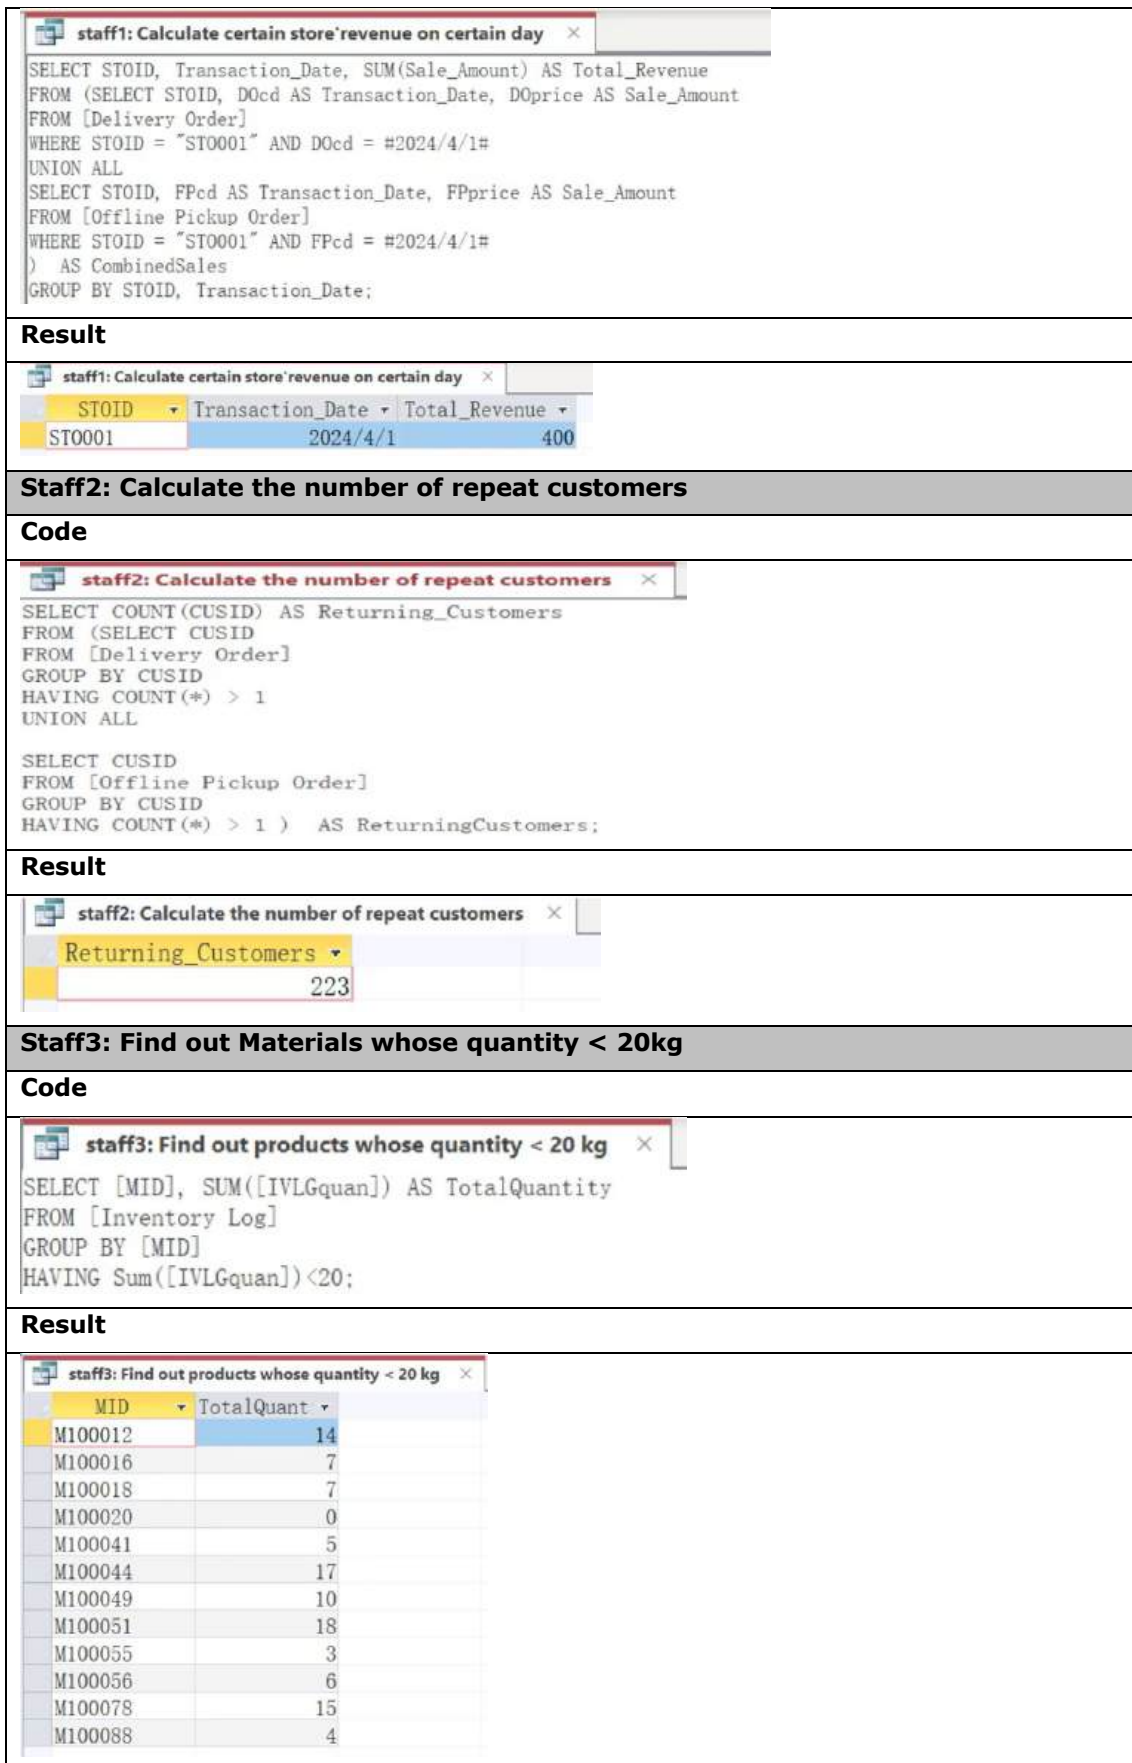 staff1: Calculate certain store'revenue on certain day
SELECT STOID, Transaction_Date, SUM(Sale_Amount) AS Total_Revenue
FROM (SELECT STOID, DOcd AS Transaction_Date, DOprice AS Sale_Amount
FROM [Delivery Order]
WHERE STOID = "STO001" AND DOcd = #2024/4/1#
UNION ALL
SELECT STOID, FPcd AS Transaction_Date, FPprice AS Sale_Amount
FROM [Offline Pickup Order]
WHERE STOID = "STO001" AND FPcd = #2024/4/1#
) AS CombinedSales
GROUP BY STOID, Transaction_Date;
Result
staff1: Calculate certain store'revenue on certain day
STOID Transaction_Date Total_Revenue
STO001 2024/4/1 400
Staff2: Calculate the number of repeat customers
Code
staff2: Calculate the number of repeat customers
SELECT COUNT(CUSID) AS Returning_Customers
FROM (SELECT CUSID
FROM [Delivery Order]
GROUP BY CUSID
HAVING COUNT(*) > 1
UNION ALL
SELECT CUSID
FROM [Offline Pickup Order]
GROUP BY CUSID
HAVING COUNT(*) > 1 ) AS ReturningCustomers;
Result
staff2: Calculate the number of repeat customers
Returning_Customers
223
Staff3: Find out Materials whose quantity < 20kg
Code
staff3: Find out products whose quantity < 20 kg
SELECT [MID], SUM([IVLGquan]) AS TotalQuantity
FROM [Inventory Log]
GROUP BY [MID]
HAVING Sum([IVLGquan])<20;
Result
staff3: Find out products whose quantity < 20 kg
MID TotalQuant
M100012 14
M100016 7
M100018 7
M100020 0
M100041 5
M100044 17
M100049 10
M100051 18
M100055 3
M100056 6
M100078 15
M100088 4